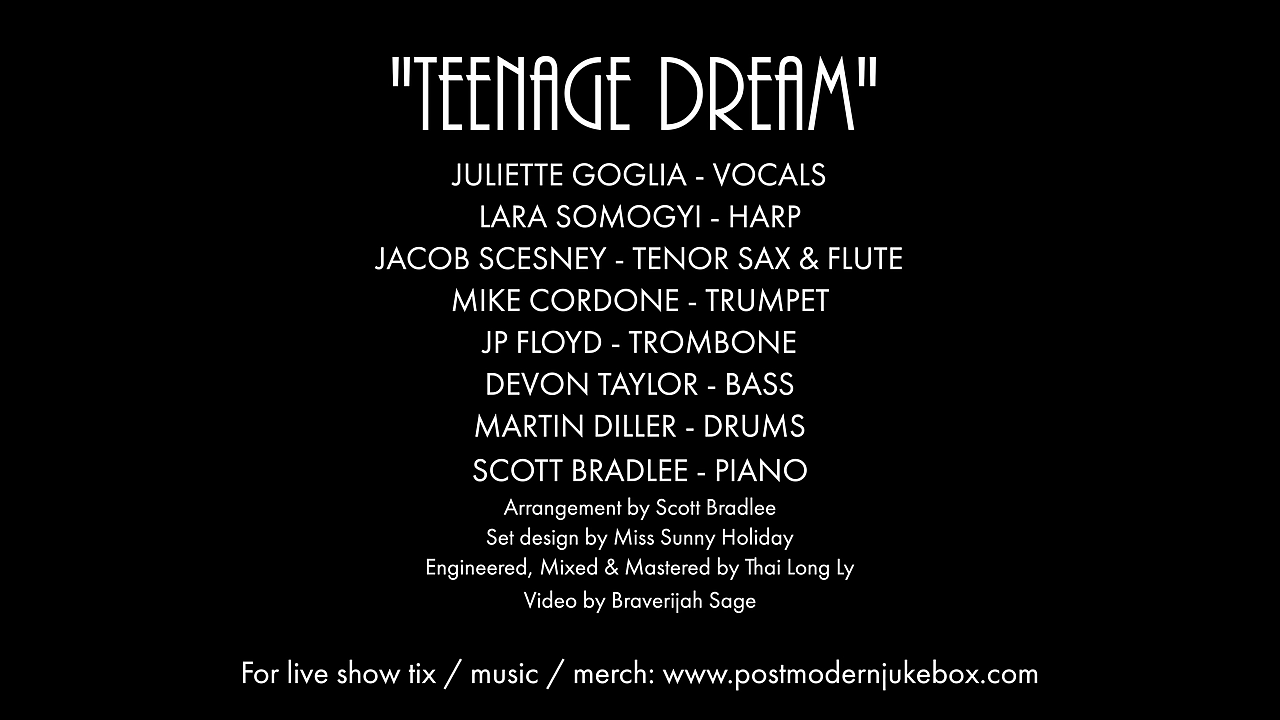 "TEENAGE DREAM"
JULIETTE GOGLIA - VOCALS
LARA SOMOGYI - HARP
JACOB SCESNEY - TENOR SAX & FLUTE
MIKE CORDONE - TRUMPET
JP FLOYD - TROMBONE
DEVON TAYLOR - BASS
MARTIN DILLER - DRUMS
SCOTT BRADLEE - PIANO
Arrangement by Scott Bradlee
Set design by Miss Sunny Holiday
Engineered, Mixed & Mastered by Thai Long Ly
Video by Braverijah Sage
For live show tix / music / merch: www.postmodernjukebox.com